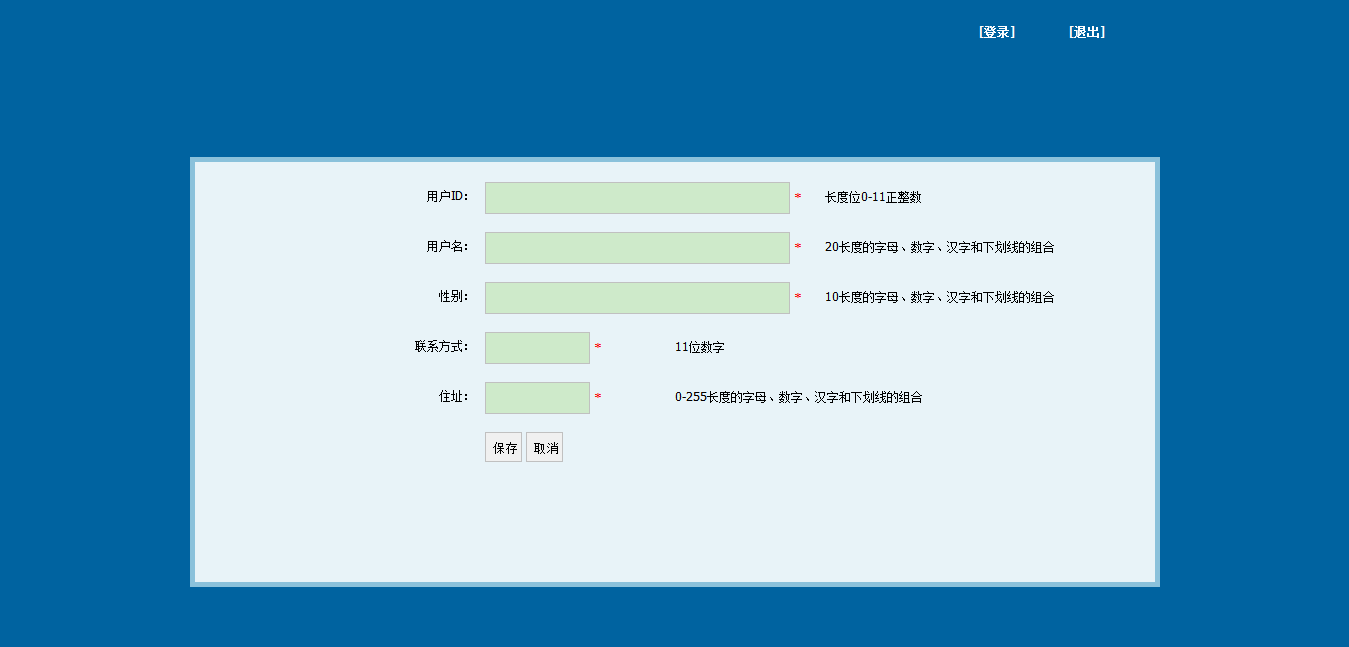 [登录] [退出]
用户ID： * 长度位0-11正整数
用户名： * 20长度的字母、数字、汉字和下划线的组合
性别： * 10长度的字母、数字、汉字和下划线的组合
联系方式： * 11位数字
住址： * 0-255长度的字母、数字、汉字和下划线的组合
保存 取消